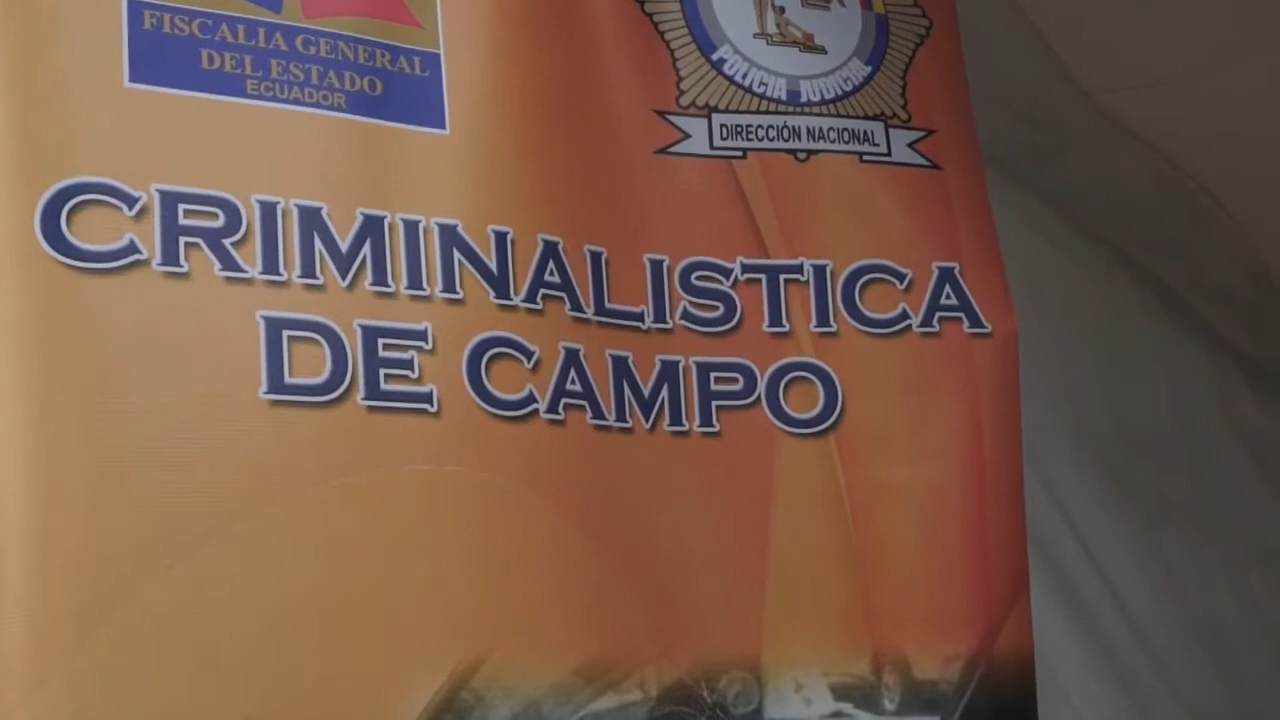 FISCALIA GENERAL
DEL ESTADO
ECUADOR
POLICIA JUDICIAL
DIRECCIÓN NACIONAL
CRIMINALISTICA
DE CAMPO